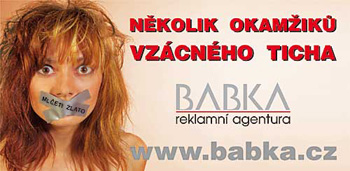 NĚKOLIK OKAMŽIKŮ
VZÁCNÉHO TICHA
MLČETI ZLATO
BABKA
reklamní agentura
www.babka.cz